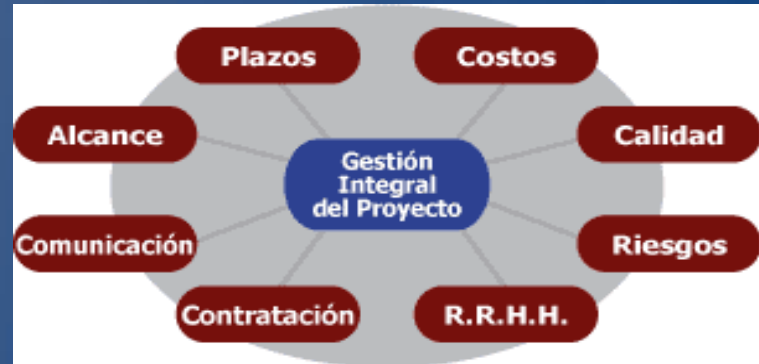 Plazos
Costos
Alcance
Calidad
Gestión
Integral
del Proyecto
Comunicación
Riesgos
Contratación
R.R.H.H.